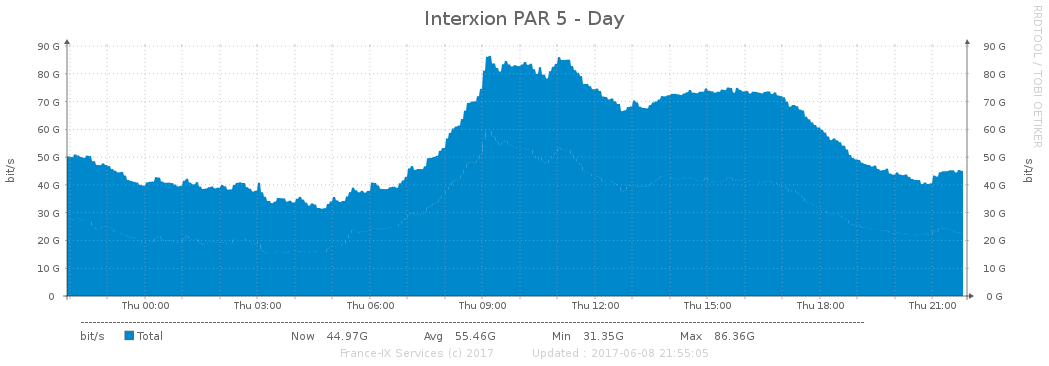 Interxion PAR 5 - Day
RRDTOOL / TOBI OETIKER
90 G 90 G
80 G 80 G
70 G 70 G
60 G 60 G
50 G 50 G
40 G 40 G
30 G 30 G
20 G 20 G
10 G 10 G
0 0 G
bit/s
bit/s
Thu 00:00 Thu 03:00 Thu 06:00 Thu 09:00 Thu 12:00 Thu 15:00 Thu 18:00 Thu 21:00
bit/s Total Now 44.97G Avg 55.46G Min 31.35G Max 86.36G
France-IX Services (c) 2017 Updated : 2017-06-08 21:55:05